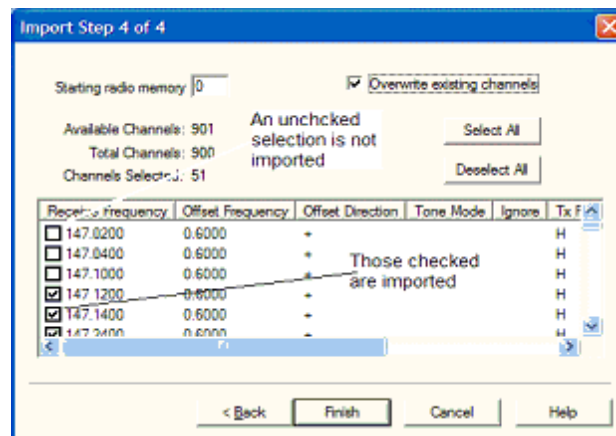 Import Step 4 of 4
Starting radio memory 0
Overwrite existing channels
Available Channels: 901
Total Channels: 900
Channels Selected: 51
An unchcked
selection is not
imported
Select All
Deselect All
Receive Frequency Offset Frequency Offset Direction Tone Mode Ignore Tx F
147.0200 0.6000 + H
147.0400 0.6000 + H
147.1000 0.6000 + H
147.1200 0.6000 + H
147.1400 0.6000 + H
147.2400 0.6000 + H
Those checked
are imported
< Back Finish Cancel Help